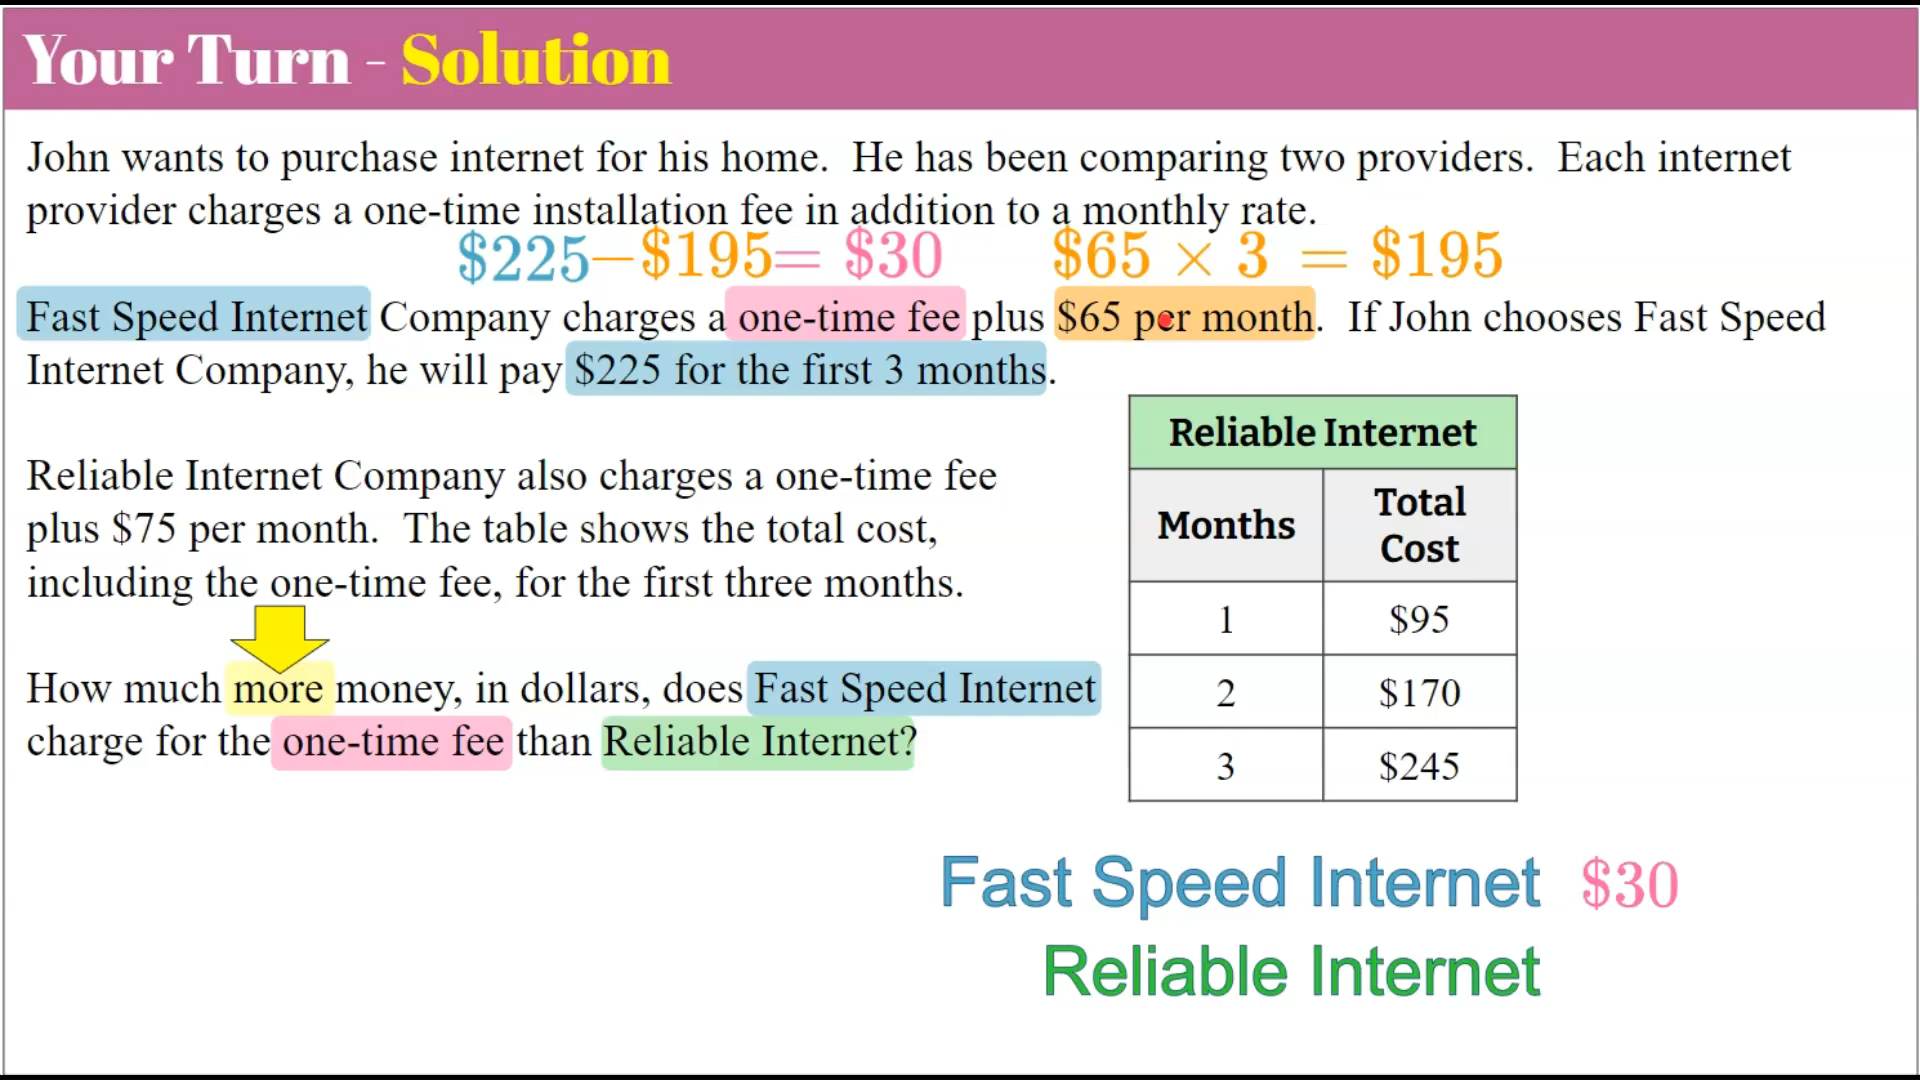 Your Turn - Solution
John wants to purchase internet for his home. He has been comparing two providers. Each internet
provider charges a one-time installation fee in addition to a monthly rate.
$225−$195= $30 $65 × 3 = $195
Fast Speed Internet Company charges a one-time fee plus $65 per month. If John chooses Fast Speed
Internet Company, he will pay $225 for the first 3 months.
Reliable Internet Company also charges a one-time fee
plus $75 per month. The table shows the total cost,
including the one-time fee, for the first three months.
How much more money, in dollars, does Fast Speed Internet
charge for the one-time fee than Reliable Internet?
Reliable Internet
Months Total
Cost
1 $95
2 $170
3 $245
Fast Speed Internet $30
Reliable Internet